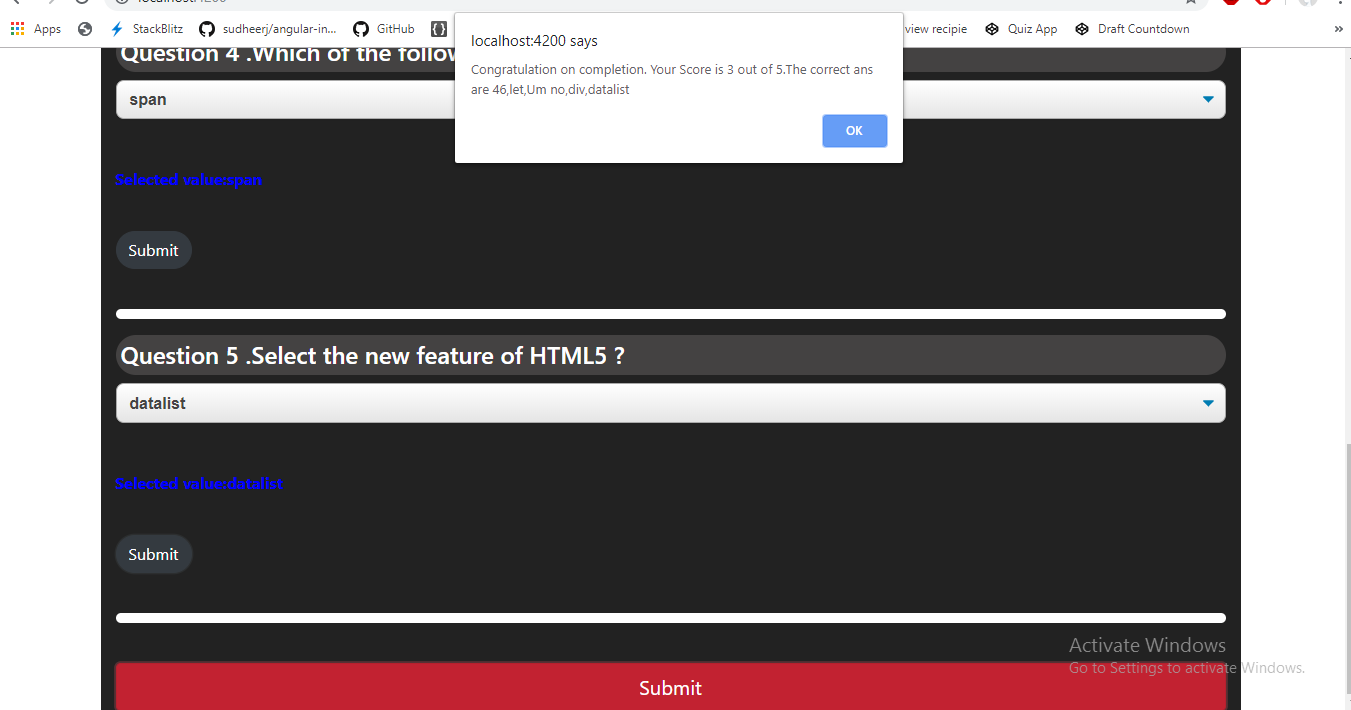 Apps StackBlitz sudheerj/angular-in... GitHub view recipie Quiz App Draft Countdown »
localhost:4200 says
Congratulation on completion. Your Score is 3 out of 5.The correct ans
are 46,let,Um no,div,datalist
OK
Question 4 .Which of the follow
span
Selected value:span
Submit
Question 5 .Select the new feature of HTML5 ?
datalist
Selected value:datalist
Submit
Activate Windows
Go to Settings to activate Windows.
Submit